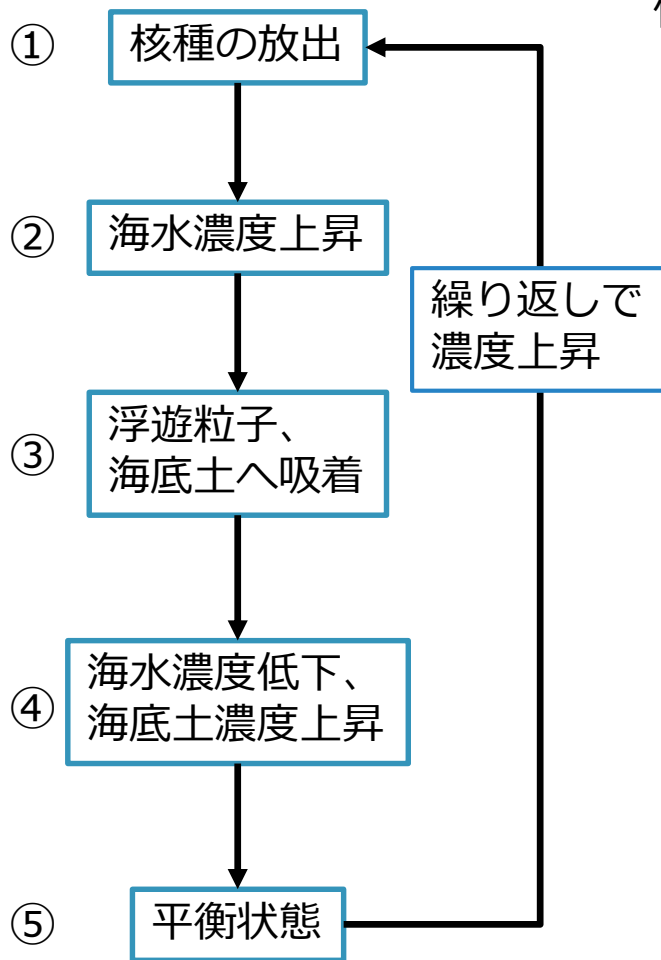 ① 核種の放出
② 海水濃度上昇
繰り返しで
濃度上昇
③ 浮遊粒子、
海底土へ吸着
④ 海水濃度低下、
海底土濃度上昇
⑤ 平衡状態